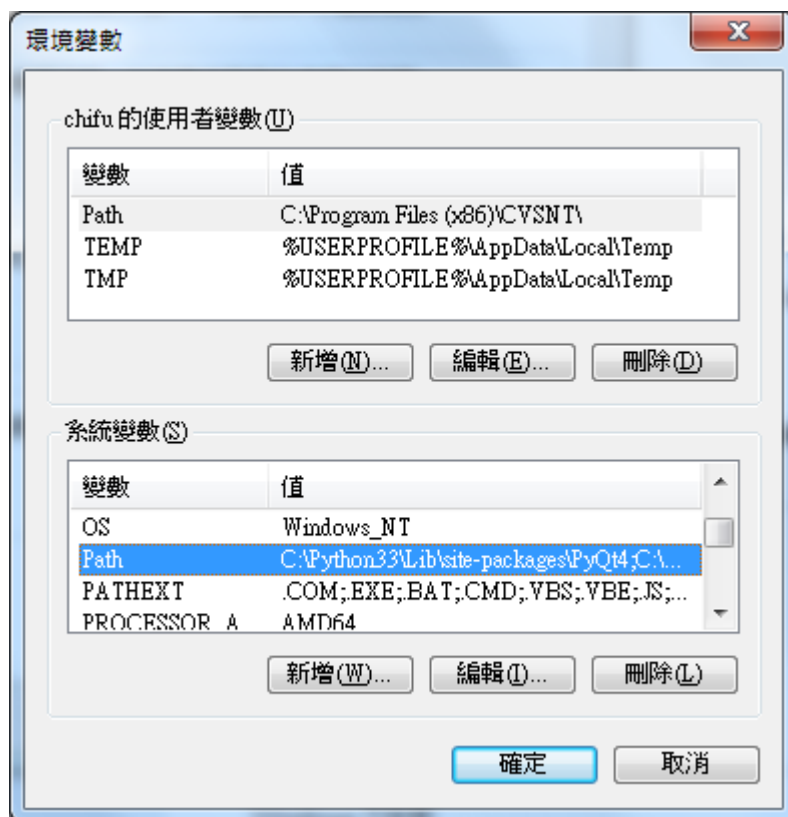 環境變數
chifu 的使用者變數(U)
變數 值
Path C:\Program Files (x86)\CVSNT\
TEMP %USERPROFILE%\AppData\Local\Temp
TMP %USERPROFILE%\AppData\Local\Temp
新增(N)... 編輯(E)... 刪除(D)
系統變數(S)
變數 值
OS Windows_NT
Path C:\Python33\Lib\site-packages\PyQt4;C:\...
PATHEXT .COM;.EXE;.BAT;.CMD;.VBS;.VBE;.JS;...
PROCESSOR_A AMD64
新增(W)... 編輯(I)... 刪除(L)
確定 取消